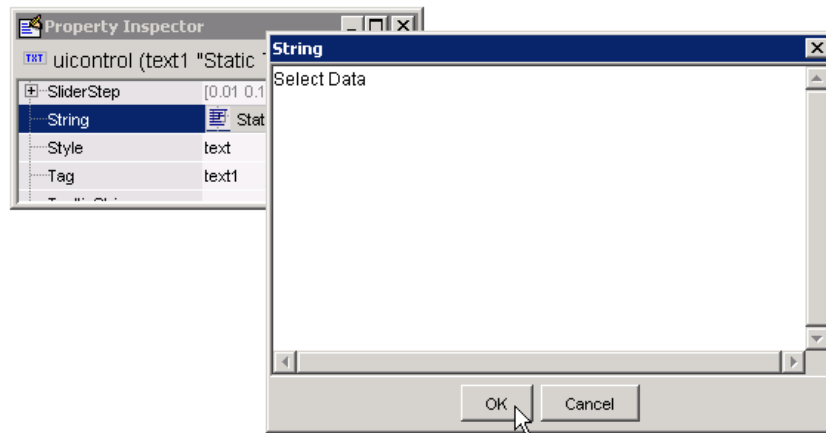 Property Inspector
TXT uicontrol (text1 "Static
SliderStep [0.01 0.1
String Stat
Style text
Tag text1
String
Select Data
OK Cancel